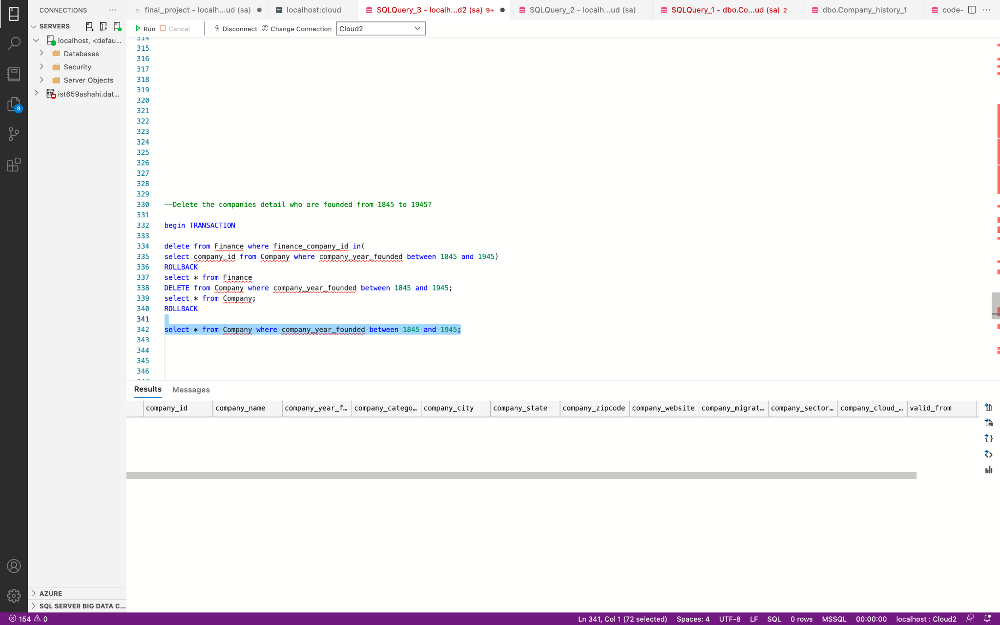 CONNECTIONS ···
SERVERS
localhost, <defau...
Databases
Security
Server Objects
ist659ashahi.dat...
3
AZURE
SQL SERVER BIG DATA C...
final_project - localh...ud (sa)
localhost:cloud
SQLQuery_3 - localh...d2 (sa) 9+
SQLQuery_2 - localh...ud (sa)
SQLQuery_1 - dbo.Co...ud (sa) 2
dbo.Company_history_1
code-
Run Cancel Disconnect Change Connection Cloud2
314
315
316
317
318
319
320
321
322
323
324
325
326
327
328
329
330 --Delete the companies detail who are founded from 1845 to 1945?
331
332 begin TRANSACTION
333
334 delete from Finance where finance_company_id in(
335 select company_id from Company where company_year_founded between 1845 and 1945)
336 ROLLBACK
337 select * from Finance
338 DELETE from Company where company_year_founded between 1845 and 1945;
339 select * from Company;
340 ROLLBACK
341
342 select * from Company where company_year_founded between 1845 and 1945;
343
344
345
346
Results Messages
company_id company_name company_year_f... company_catego... company_city company_state company_zipcode company_website company_migrat... company_sector... company_cloud_... valid_from
154 0 Ln 341, Col 1 (72 selected) Spaces: 4 UTF-8 LF SQL 0 rows MSSQL 00:00:00 localhost : Cloud2